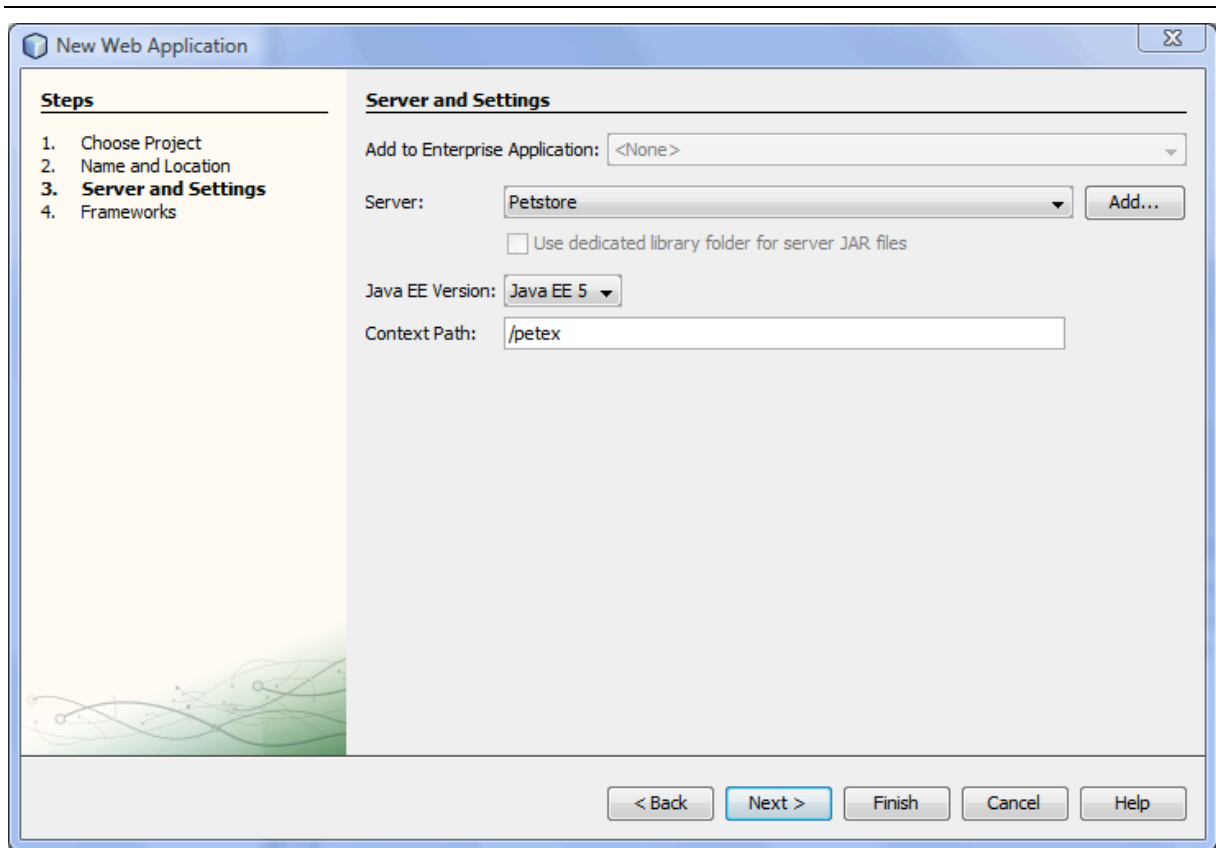 New Web Application
Steps
1. Choose Project
2. Name and Location
3. Server and Settings
4. Frameworks
Server and Settings
Add to Enterprise Application: <None>
Server: Petstore Add...
Use dedicated library folder for server JAR files
Java EE Version: Java EE 5
Context Path: /petex
< Back Next > Finish Cancel Help